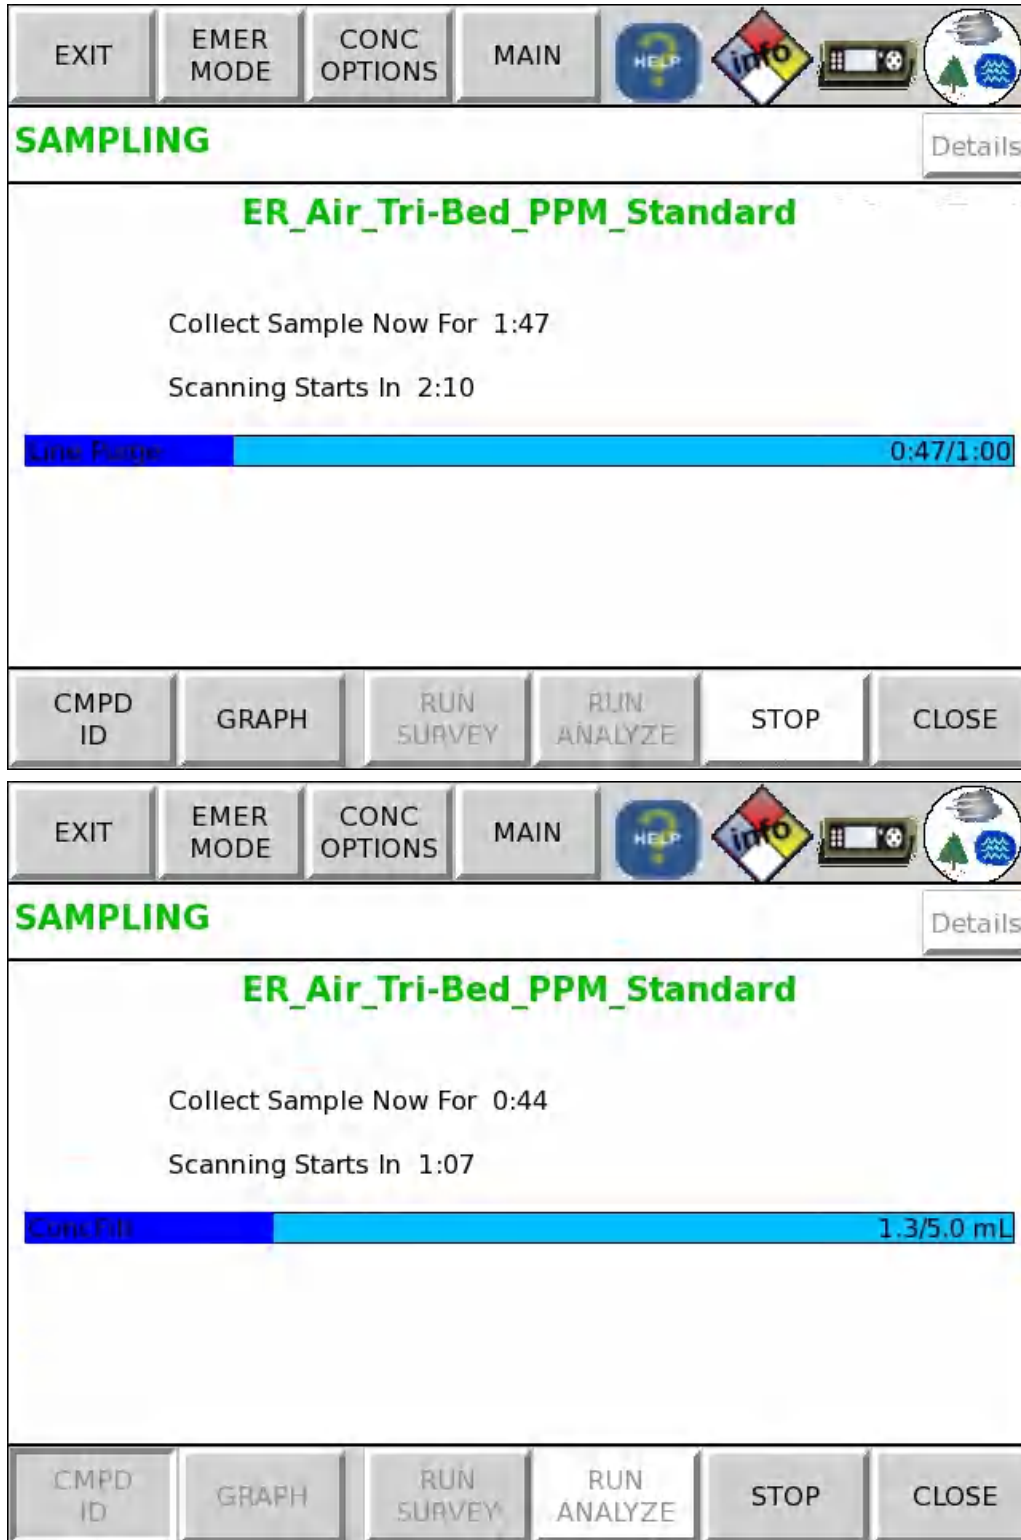 EXIT
EMER
MODE
CONC
OPTIONS
MAIN
HELP
info
SAMPLING
Details
ER_Air_Tri-Bed_PPM_Standard
Collect Sample Now For 1:47
Scanning Starts In 2:10
Line Purge 0:47/1:00
CMPD
ID
GRAPH
RUN
SURVEY
RUN
ANALYZE
STOP
CLOSE
EXIT
EMER
MODE
CONC
OPTIONS
MAIN
HELP
info
SAMPLING
Details
ER_Air_Tri-Bed_PPM_Standard
Collect Sample Now For 0:44
Scanning Starts In 1:07
1.3/5.0 mL
CMPD
ID
GRAPH
RUN
SURVEY
RUN
ANALYZE
STOP
CLOSE